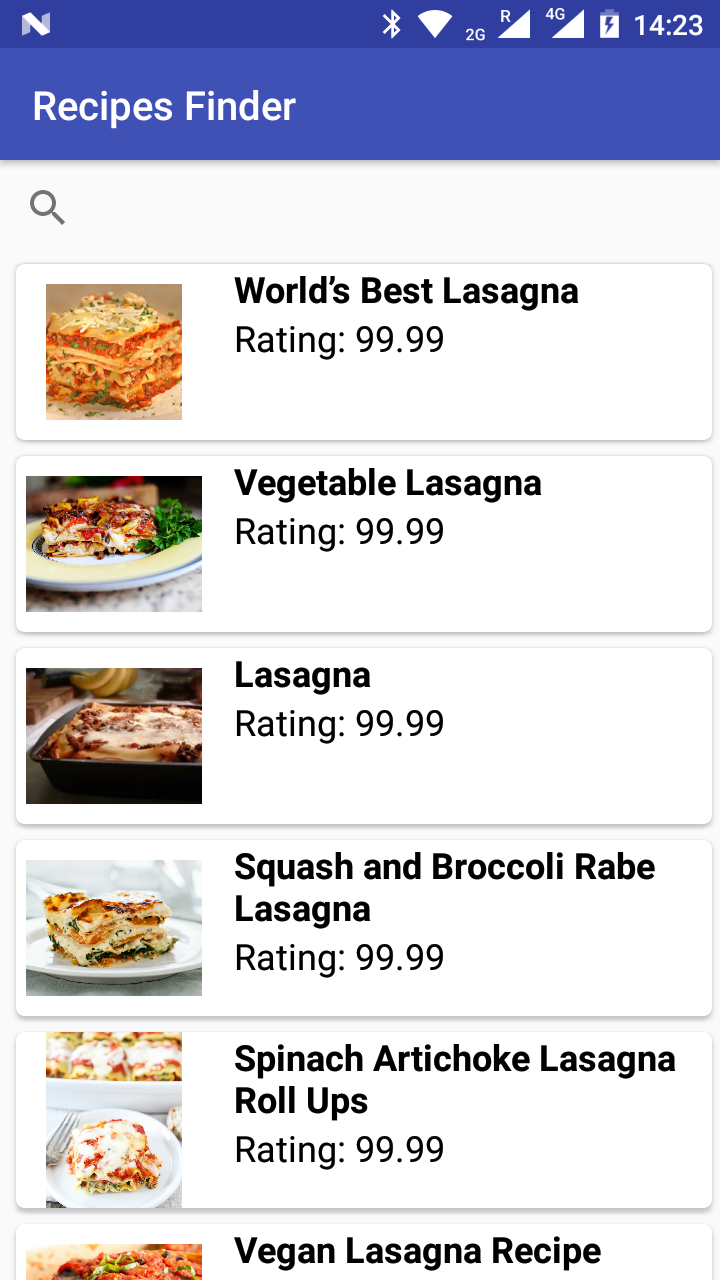 2G R 4G 14:23
Recipes Finder
World’s Best Lasagna
Rating: 99.99
Vegetable Lasagna
Rating: 99.99
Lasagna
Rating: 99.99
Squash and Broccoli Rabe
Lasagna
Rating: 99.99
Spinach Artichoke Lasagna
Roll Ups
Rating: 99.99
Vegan Lasagna Recipe